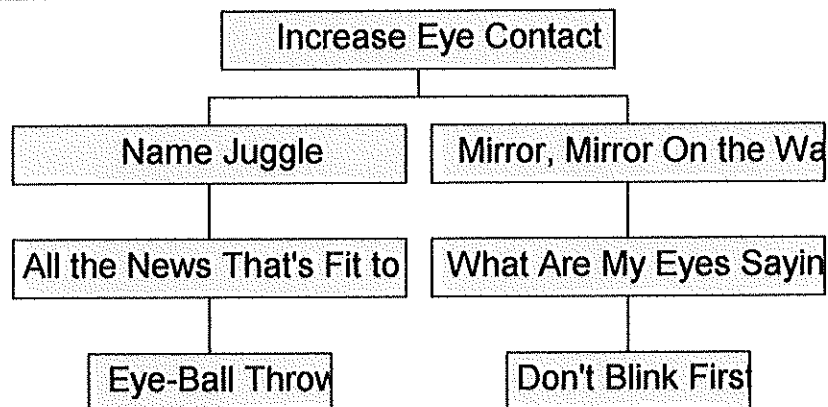 Increase Eye Contact
Name Juggle
Mirror, Mirror On the Wa
All the News That's Fit to
What Are My Eyes Sayin
Eye-Ball Throw
Don't Blink First